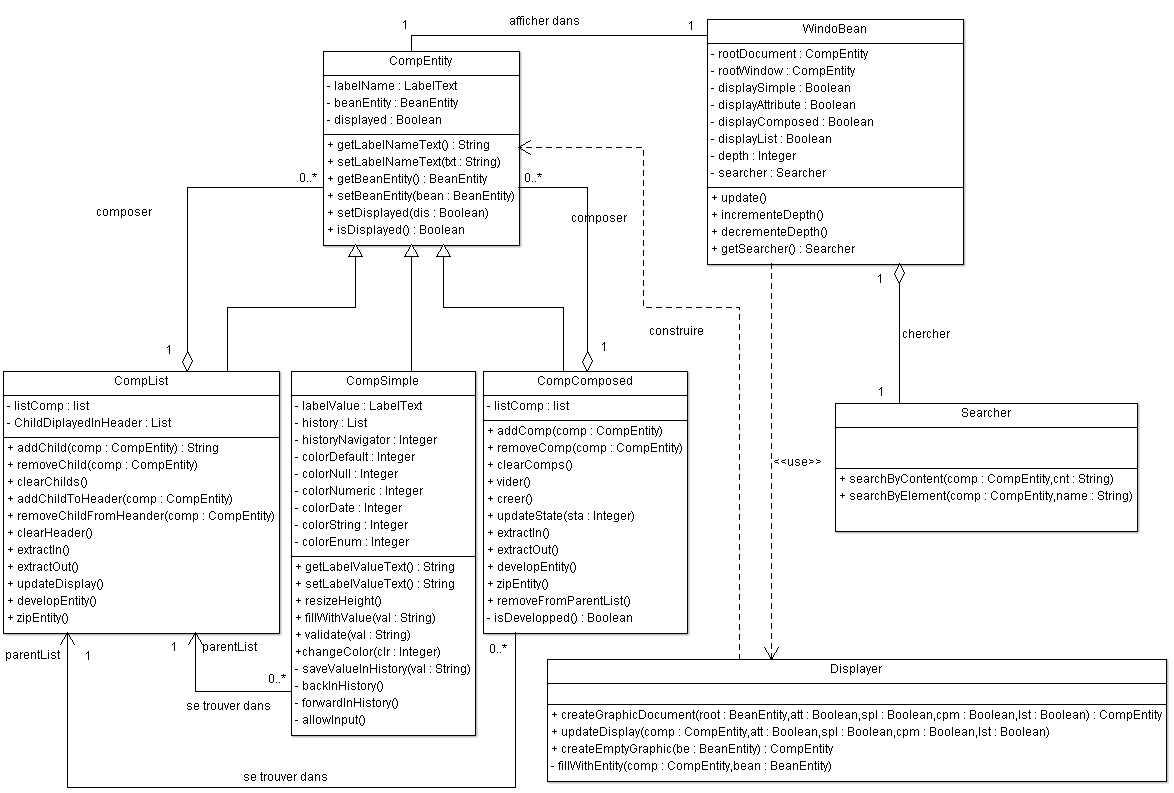 afficher dans
1
1
CompEntity
- labelName : LabelText
- beanEntity : BeanEntity
- displayed : Boolean
+ getLabelNameText() : String
+ setLabelNameText(txt : String)
+ getBeanEntity() : BeanEntity
+ setBeanEntity(bean : BeanEntity)
+ setDisplayed(dis : Boolean)
+ isDisplayed() : Boolean
WindoBean
- rootDocument : CompEntity
- rootWindow : CompEntity
- displaySimple : Boolean
- displayAttribute : Boolean
- displayComposed : Boolean
- displayList : Boolean
- depth : Integer
- searcher : Searcher
+ update()
+ incrementeDepth()
+ decrementeDepth()
+ getSearcher() : Searcher
0..*
0..*
composer
composer
1
1
construire
1
chercher
1
<<use>>
CompList
- listComp : list
- ChildDiplayedInHeader : List
+ addChild(comp : CompEntity) : String
+ removeChild(comp : CompEntity)
+ clearChilds()
+ addChildToHeader(comp : CompEntity)
+ removeChildFromHeander(comp : CompEntity)
+ clearHeader()
+ extractIn()
+ extractOut()
+ updateDisplay()
+ developEntity()
+ zipEntity()
CompSimple
- labelValue : LabelText
- history : List
- historyNavigator : Integer
- colorDefault : Integer
- colorNull : Integer
- colorNumeric : Integer
- colorDate : Integer
- colorString : Integer
- colorEnum : Integer
+ getLabelValueText() : String
+ setLabelValueText() : String
+ resizeHeight()
+ fillWithValue(val : String)
+ validate(val : String)
+changeColor(clr : Integer)
- saveValueInHistory(val : String)
- backInHistory()
- forwardInHistory()
- allowInput()
CompComposed
- listComp : list
+ addComp(comp : CompEntity)
+ removeComp(comp : CompEntity)
+ clearComps()
+ vider()
+ creer()
+ updateState(sta : Integer)
+ extractIn()
+ extractOut()
+ developEntity()
+ zipEntity()
+ removeFromParentList()
- isDevelopped() : Boolean
Searcher
+ searchByContent(comp : CompEntity,cnt : String)
+ searchByElement(comp : CompEntity,name : String)
parentList
1
1
parentList
0..*
se trouver dans
0..*
se trouver dans
Displayer
+ createGraphicDocument(root : BeanEntity,att : Boolean,spl : Boolean,cpm : Boolean,lst : Boolean) : CompEntity
+ updateDisplay(comp : CompEntity,att : Boolean,spl : Boolean,cpm : Boolean,lst : Boolean)
+ createEmptyGraphic(be : BeanEntity) : CompEntity
- fillWithEntity(comp : CompEntity,bean : BeanEntity)